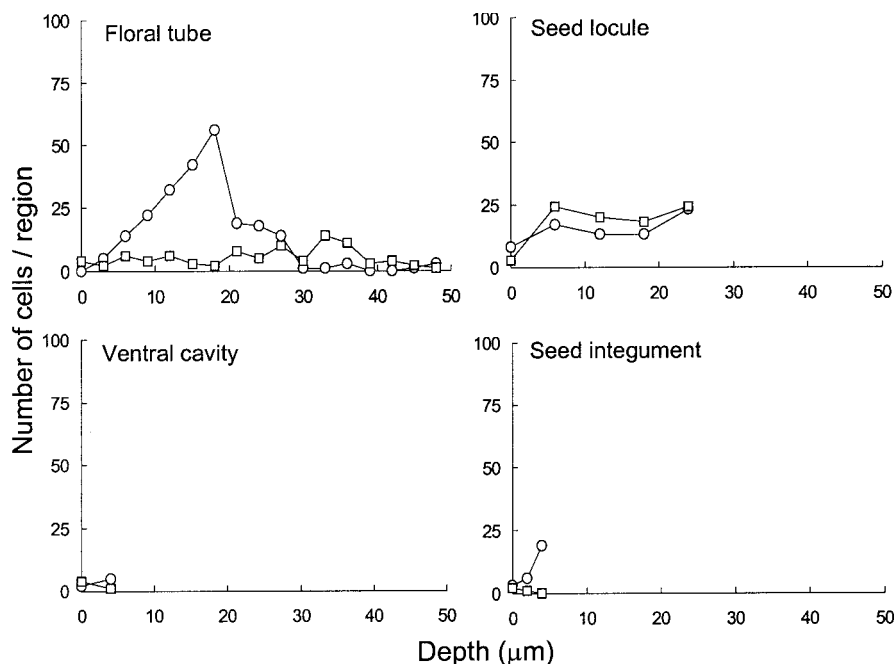 Number of cells / region
Floral tube
100
75
50
25
0
0 10 20 30 40 50
Seed locule
100
75
50
25
0
0 10 20 30 40 50
Ventral cavity
100
75
50
25
0
0 10 20 30 40 50
Seed integument
100
75
50
25
0
0 10 20 30 40 50
Depth (μm)